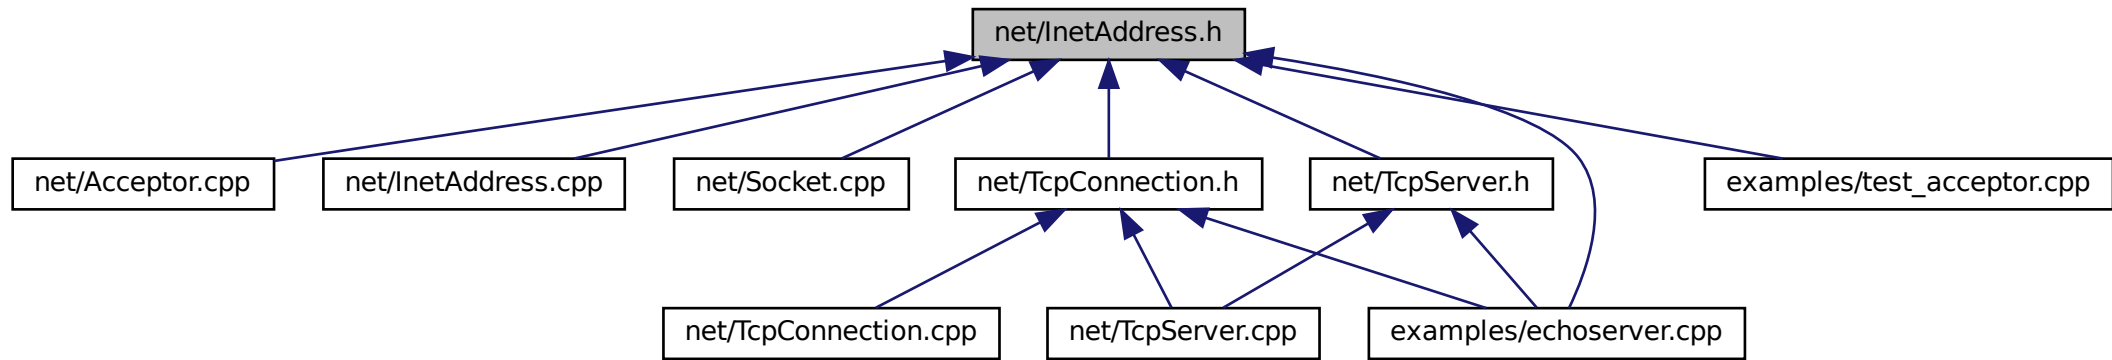 net/InetAddress.h
net/Acceptor.cpp
net/InetAddress.cpp
net/Socket.cpp
net/TcpConnection.h
net/TcpServer.h
examples/test_acceptor.cpp
net/TcpConnection.cpp
net/TcpServer.cpp
examples/echoserver.cpp